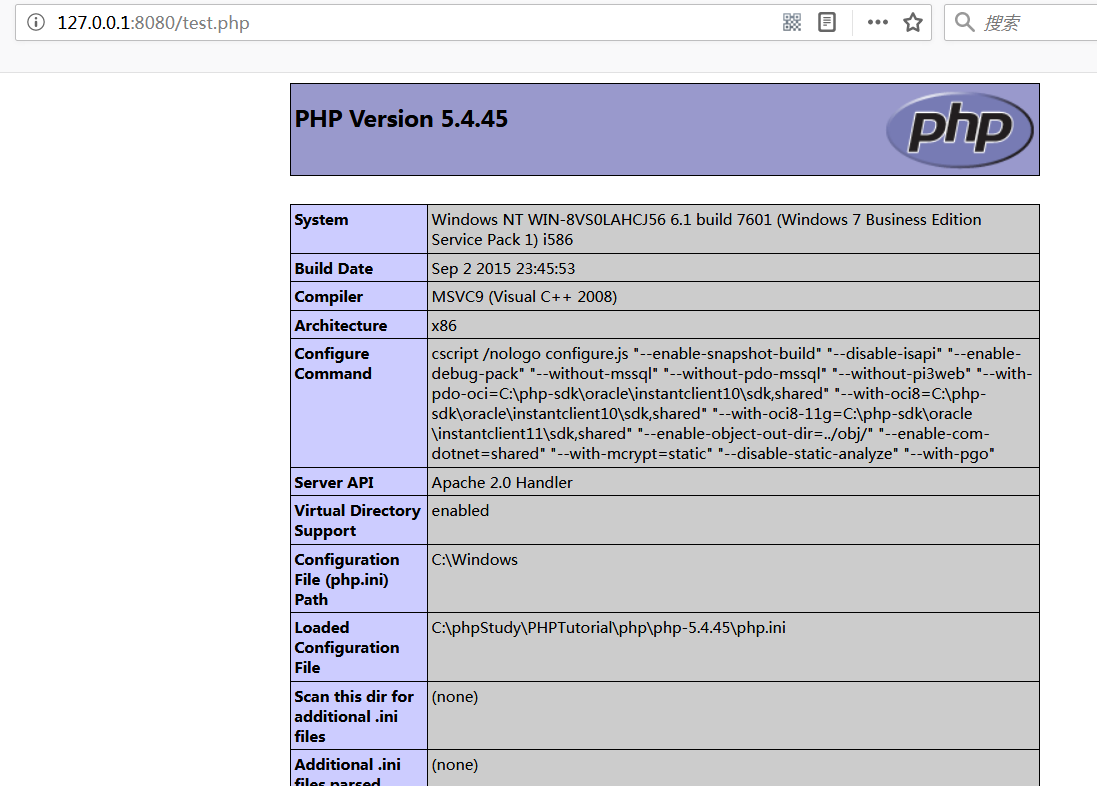 127.0.0.1:8080/test.php
搜索
PHP Version 5.4.45
php
System
Windows NT WIN-8VS0LAHCJ56 6.1 build 7601 (Windows 7 Business Edition
Service Pack 1) i586
Build Date
Sep 2 2015 23:45:53
Compiler
MSVC9 (Visual C++ 2008)
Architecture
x86
Configure
Command
cscript /nologo configure.js "--enable-snapshot-build" "--disable-isapi" "--enable-
debug-pack" "--without-mssql" "--without-pdo-mssql" "--without-pi3web" "--with-
pdo-oci=C:\php-sdk\oracle\instantclient10\sdk,shared" "--with-oci8=C:\php-
sdk\oracle\instantclient10\sdk,shared" "--with-oci8-11g=C:\php-sdk\oracle
\instantclient11\sdk,shared" "--enable-object-out-dir=../obj/" "--enable-com-
dotnet=shared" "--with-mcrypt=static" "--disable-static-analyze" "--with-pgo"
Server API
Apache 2.0 Handler
Virtual Directory
Support
enabled
Configuration
File (php.ini)
Path
C:\Windows
Loaded
Configuration
File
C:\phpStudy\PHPTutorial\php\php-5.4.45\php.ini
Scan this dir for
additional .ini
files
(none)
Additional .ini
files parsed
(none)